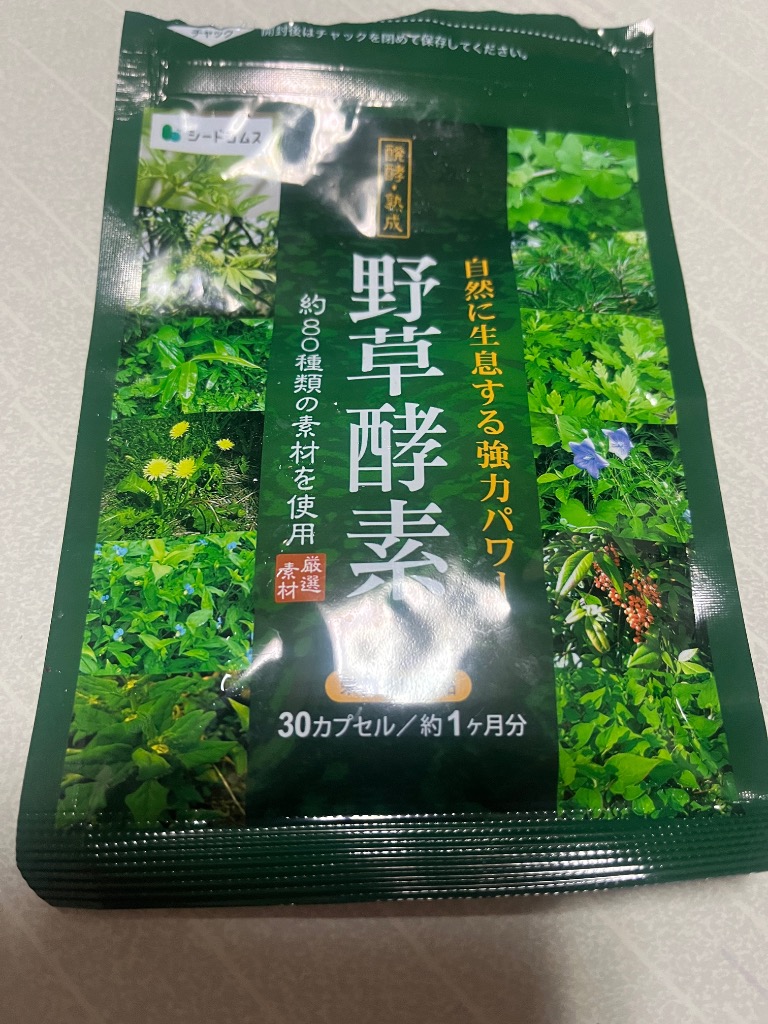 チャック
開封後はチャックを閉めて保存してください。
シードコムス
醗酵・熟成
自然に生息する強力パワー
野草酵素
約80種類の素材を使用
厳選
素材
30カプセル／約1ヶ月分